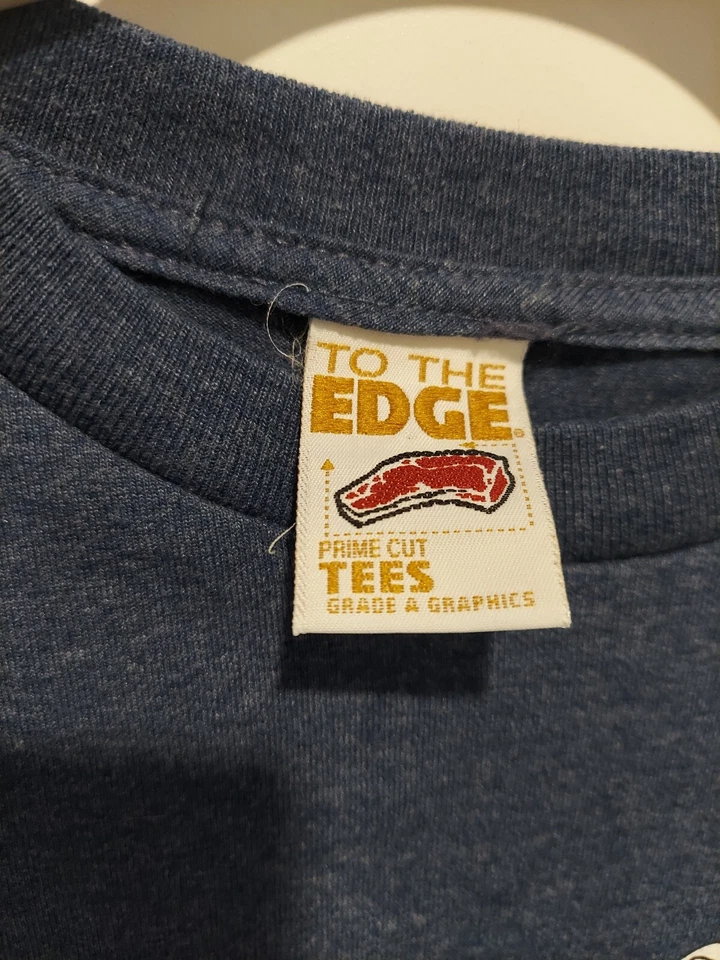 TO THE
EDGE®
PRIME CUT
TEES
GRADE A GRAPHICS